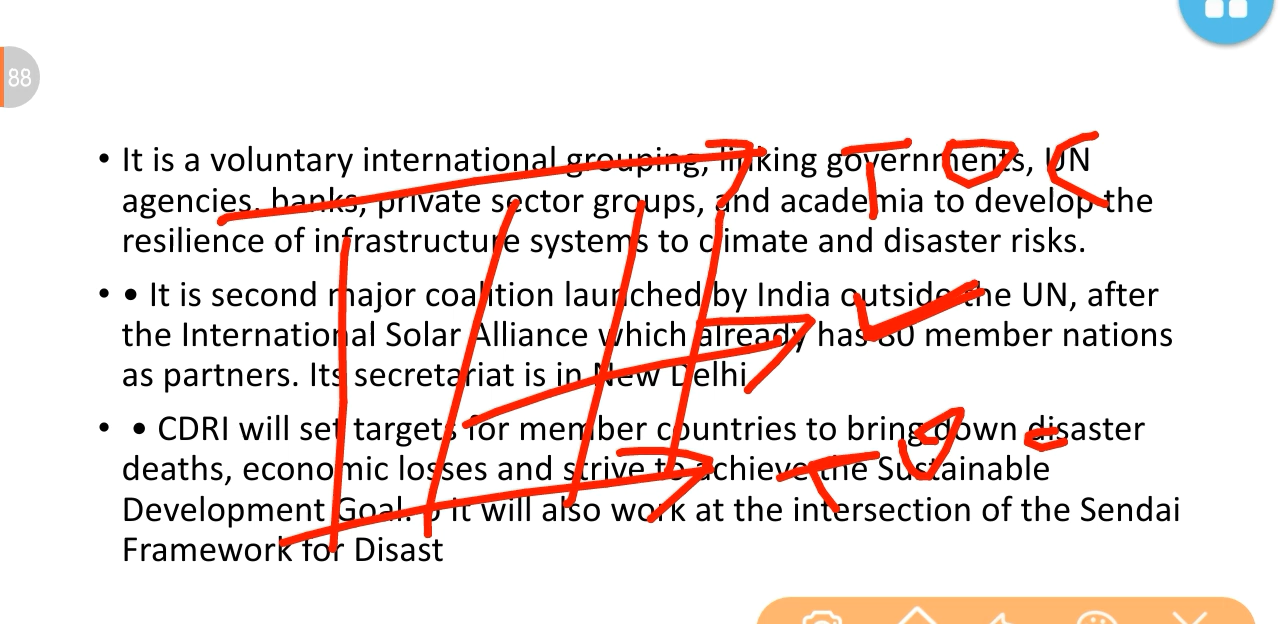 88
• It is a voluntary international grouping, linking governments, UN
agencies, banks, private sector groups, and academia to develop the
resilience of infrastructure systems to climate and disaster risks.
• • It is second major coalition launched by India outside the UN, after
the International Solar Alliance which already has 80 member nations
as partners. Its secretariat is in New Delhi
• • CDRI will set targets for member countries to bring down disaster
deaths, economic losses and strive to achieve the Sustainable
Development Goal. it will also work at the intersection of the Sendai
Framework for Disast